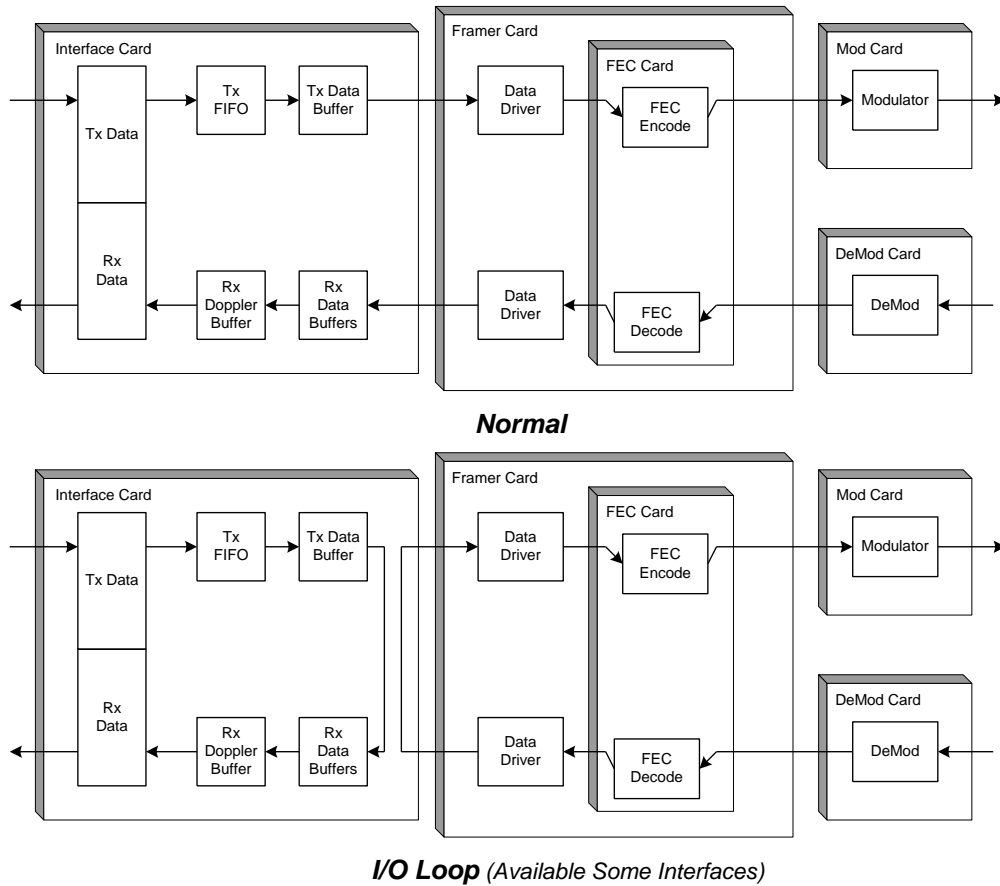 Interface Card
Tx Data
Tx
FIFO
Tx Data
Buffer
Rx
Data
Rx
Doppler
Buffer
Rx
Data
Buffers
Framer Card
Data
Driver
Data
Driver
FEC Card
FEC
Encode
FEC
Decode
Mod Card
Modulator
DeMod Card
DeMod
Normal
Interface Card
Tx Data
Tx
FIFO
Tx Data
Buffer
Rx
Data
Rx
Doppler
Buffer
Rx
Data
Buffers
Framer Card
Data
Driver
Data
Driver
FEC Card
FEC
Encode
FEC
Decode
Mod Card
Modulator
DeMod Card
DeMod
I/O Loop (Available Some Interfaces)